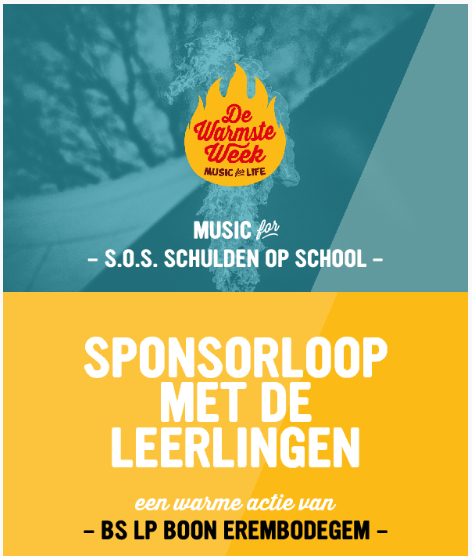 De
Warmste
Week
MUSIC for LIFE
MUSIC for
– S.O.S. SCHULDEN OP SCHOOL –
SPONSORLOOP
MET DE
LEERLINGEN
een warme actie van
– BS LP BOON EREMBODEGEM –